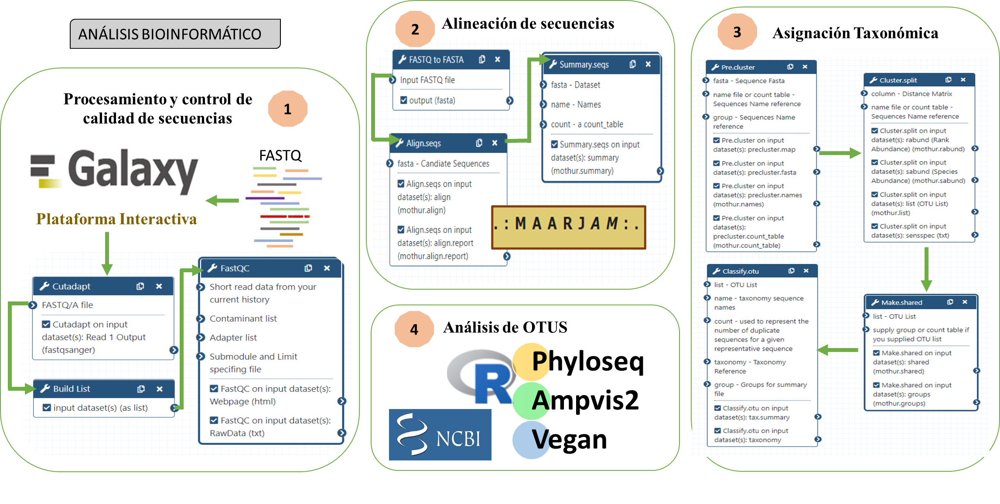 ANÁLISIS BIOINFORMÁTICO
Procesamiento y control de
calidad de secuencias
1
Galaxy
FASTQ
Plataforma Interactiva
Cutadapt
FASTQ/A file
Cutadapt on input
dataset(s): Read 1 Output
(fastqsanger)
Build List
input dataset(s) (as list)
FastQC
Short read data from your
current history
Contaminant list
Adapter list
Submodule and Limit
specifing file
FastQC on input dataset(s):
Webpage (html)
FastQC on input dataset(s):
RawData (txt)
2
Alineación de secuencias
FASTQ to FASTA
Input FASTQ file
output (fasta)
Align.seqs
fasta - Candiate Sequences
Align.seqs on input
dataset(s): align
(mothur.align)
Align.seqs on input
dataset(s): align.report
(mothur.align.report)
Summary.seqs
fasta - Dataset
name - Names
count - a count_table
Summary.seqs on input
dataset(s): summary
(mothur.summary)
.:MAARJAM:.
3
Asignación Taxonómica
Pre.cluster
fasta - Sequence Fasta
name file or count table -
Sequences Name reference
group - Sequences Name
reference
Pre.cluster on input
dataset(s): precluster.map
Pre.cluster on input
dataset(s): precluster.fasta
Pre.cluster on input
dataset(s): precluster.names
(mothur.names)
Pre.cluster on input
dataset(s):
precluster.count_table
(mothur.count_table)
Cluster.split
column - Distance Matrix
name file or count table -
Sequences Name reference
Cluster.split on input
dataset(s): rabund (Rank
Abundance) (mothur.rabund)
Cluster.split on input
dataset(s): sabund (Species
Abundance) (mothur.sabund)
Cluster.split on input
dataset(s): list (OTU List)
(mothur.list)
Cluster.split on input
dataset(s): sensspec (txt)
Make.shared
list - OTU List
supply group or count table if
you supplied OTU list
Make.shared on input
dataset(s): shared
(mothur.shared)
Make.shared on input
dataset(s): groups
(mothur.groups)
Classify.otu
list - OTU List
name - taxonomy sequence
names
count - used to represent the
number of duplicate
sequences for a given
representative sequence
taxonomy - Taxonomy
Reference
group - Groups for summary
file
Classify.otu on input
dataset(s): tax.summary
Classify.otu on input
dataset(s): taxonomy
4
Análisis de OTUS
R
Phyloseq
Ampvis2
Vegan
NCBI